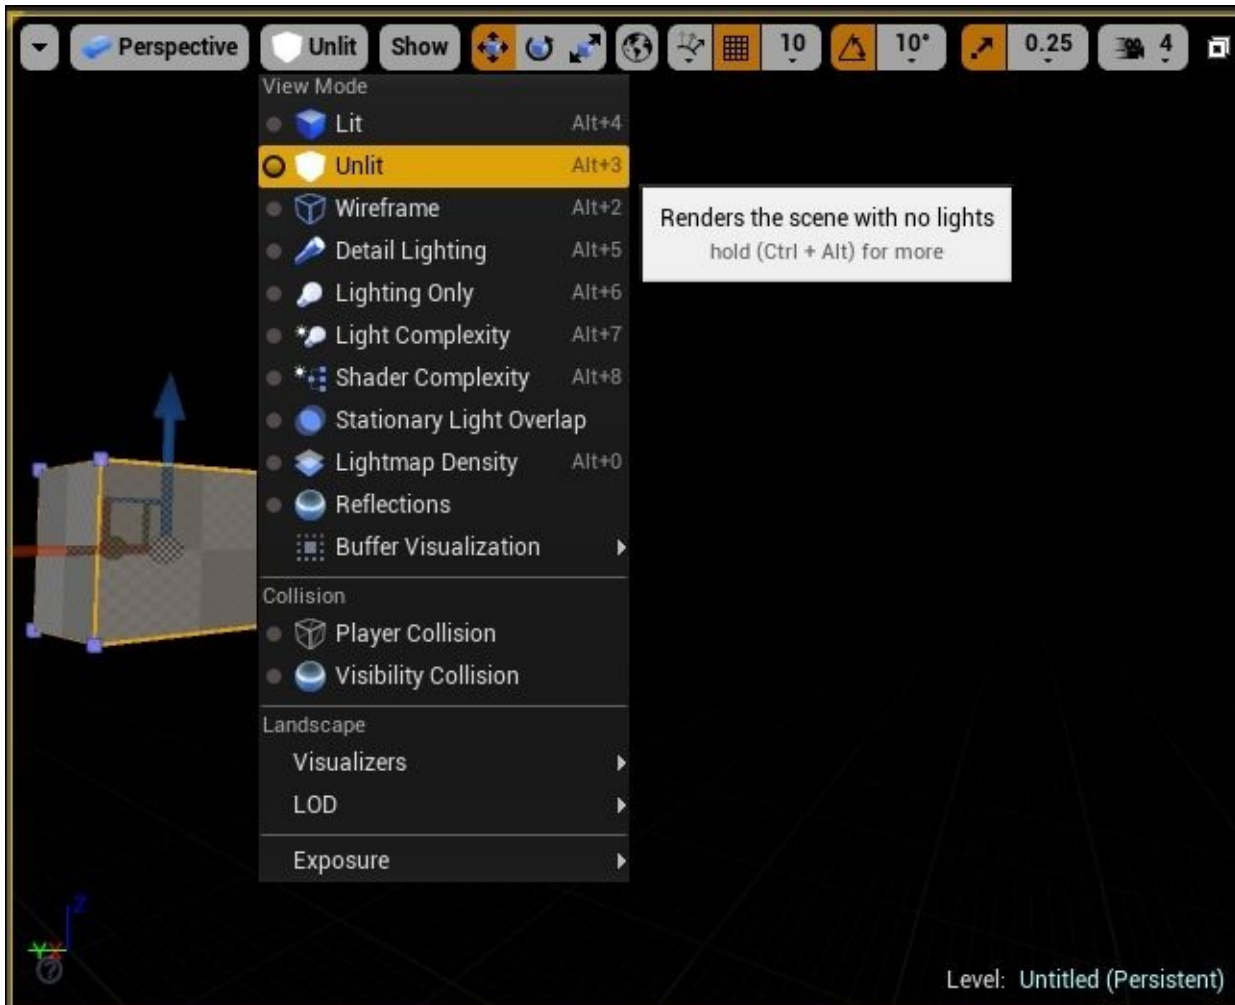 Perspective Unlit Show 10 10° 0.25 4
View Mode
Lit Alt+4
Unlit Alt+3
Wireframe Alt+2
Renders the scene with no lights
hold (Ctrl + Alt) for more
Detail Lighting Alt+5
Lighting Only Alt+6
Light Complexity Alt+7
Shader Complexity Alt+8
Stationary Light Overlap
Lightmap Density Alt+0
Reflections
Buffer Visualization
Collision
Player Collision
Visibility Collision
Landscape
Visualizers
LOD
Exposure
Z
Y X
?
Level: Untitled (Persistent)